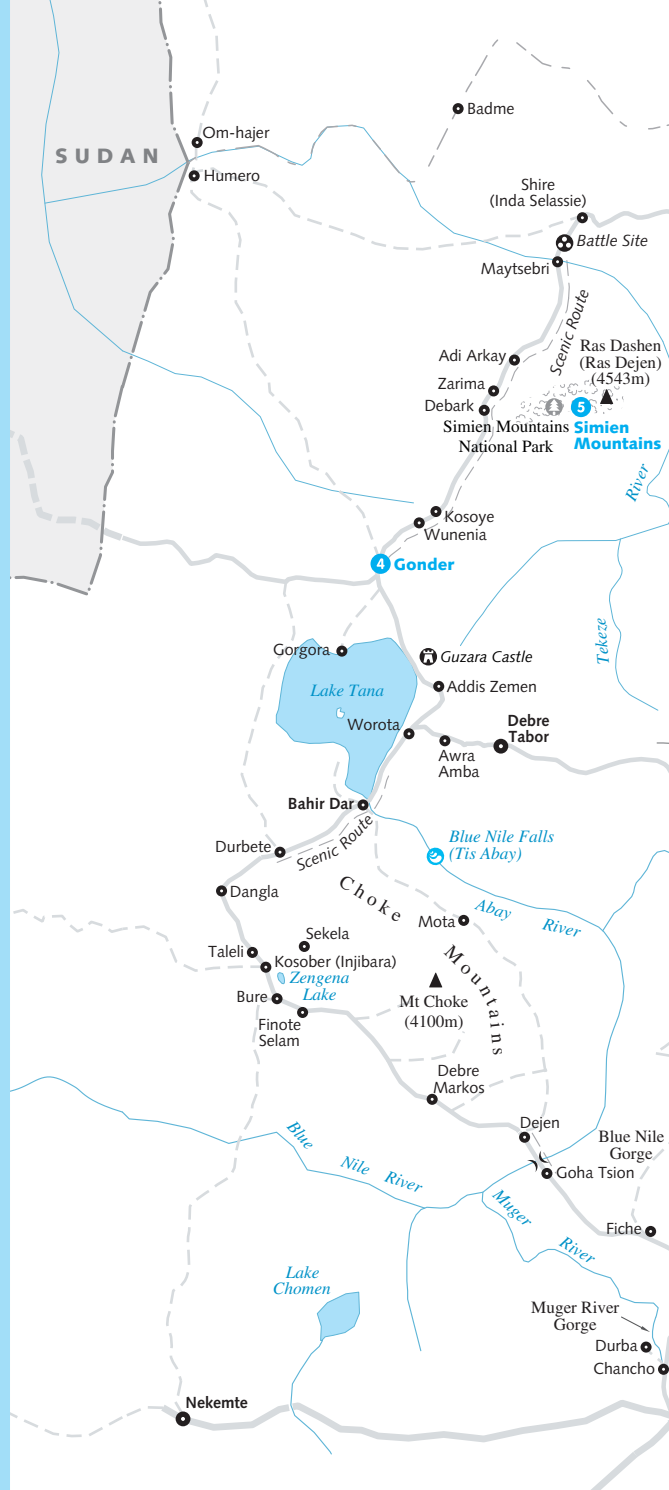 Badme
Om-hajer
SUDAN
Humero
Shire
(Inda Selassie)
Battle Site
Maytsebri
Scenic Route
Ras Dashen
(Ras Dejen)
(4543m)
Adi Arkay
Zarima
Debark
5
Simien Mountains
National Park
Simien
Mountains
River
Kosoye
Wunenia
4 Gonder
Tekeze
Gorgora
Guzara Castle
Lake Tana
Addis Zemen
Worota
Debre
Tabor
Awra
Amba
Bahir Dar
Scenic Route
Blue Nile Falls
(Tis Abay)
Durbete
Dangla
Choke
Mountains
Abay River
Mota
Sekela
Taleli
Kosober (Injibara)
Zengena
Lake
Bure
Finote
Selam
Mt Choke
(4100m)
Debre
Markos
Dejen
Blue Nile
Gorge
Blue Nile River
Goha Tsion
Muger River
Fiche
Lake
Chomen
Muger River
Gorge
Durba
Chancho
Nekemte